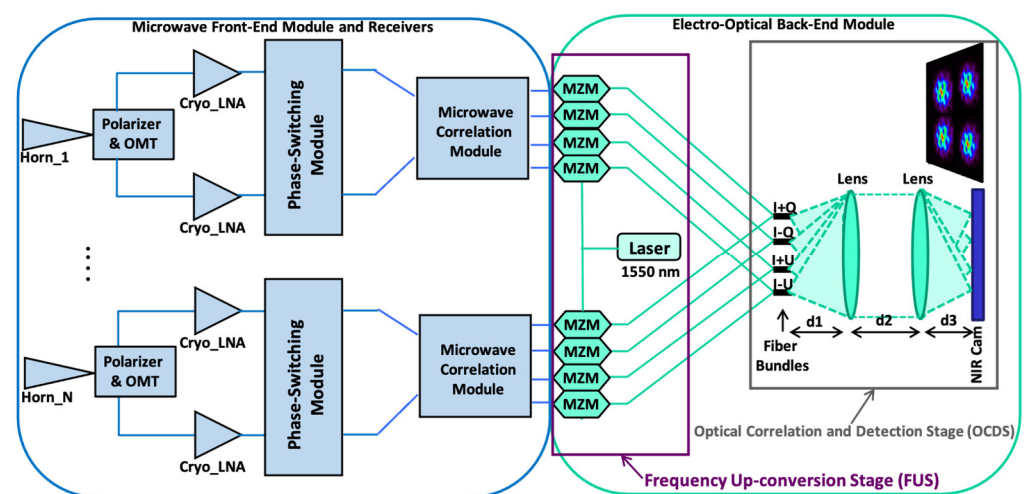 Microwave Front-End Module and Receivers
Electro-Optical Back-End Module
Horn_1
Polarizer
& OMT
Cryo_LNA
Cryo_LNA
Phase-Switching
Module
Microwave
Correlation
Module
MZM
MZM
MZM
MZM
Laser
1550 nm
Lens
Lens
I+Q
I-Q
I+U
I-U
d1
d2
d3
Fiber
Bundles
NIR Cam
Horn_N
Polarizer
& OMT
Cryo_LNA
Cryo_LNA
Phase-Switching
Module
Microwave
Correlation
Module
MZM
MZM
MZM
MZM
Optical Correlation and Detection Stage (OCDS)
Frequency Up-conversion Stage (FUS)